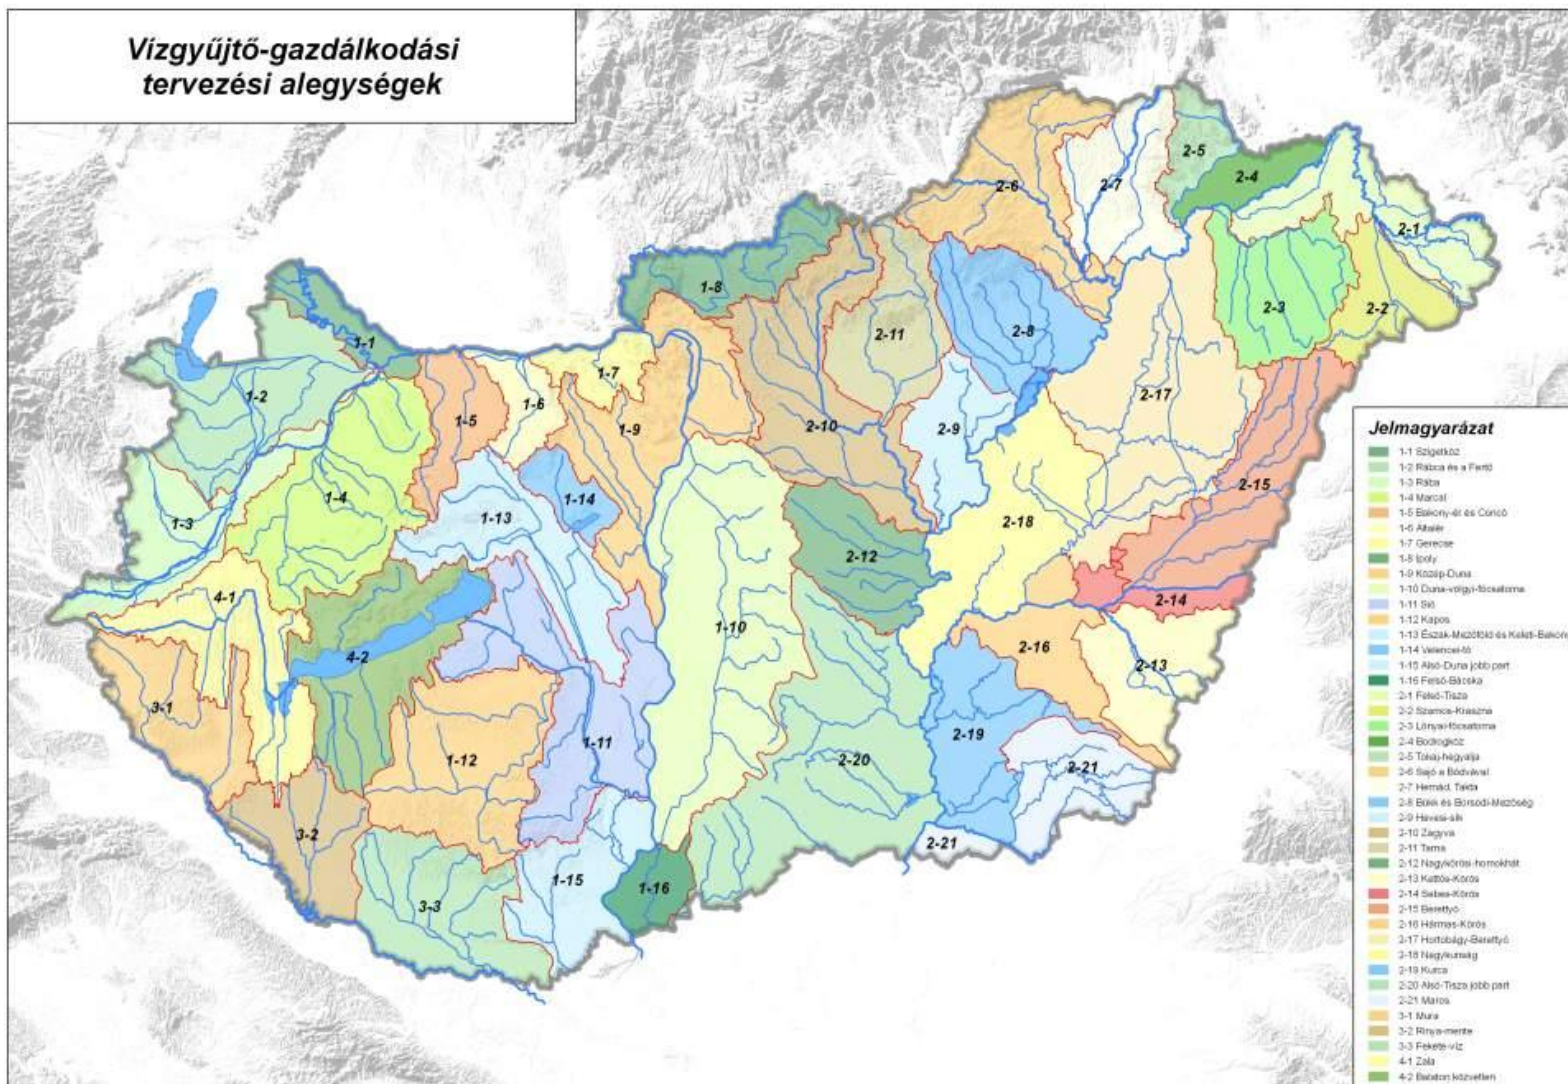 Vízgyűjtő-gazdálkodási
tervezési alegységek
2-5
2-4
2-6
2-7
2-1
1-8
2-3
2-2
2-11
2-8
1-1
1-7
1-2
2-17
1-6
1-5
1-9
2-10
2-9
2-15
1-4
1-14
1-3
1-13
2-18
2-12
4-1
2-14
1-10
4-2
2-16
2-13
3-1
1-11
2-19
1-12
2-20
2-21
3-2
2-21
1-15
1-16
3-3
Jelmagyarázat
1-1 Szigetköz
1-2 Rábca és a Fertő
1-3 Rába
1-4 Marcal
1-5 Bakony-ér és Concó
1-6 Általér
1-7 Gerecse
1-8 Ipoly
1-9 Közép-Duna
1-10 Duna-völgyi-főcsatorna
1-11 Sió
1-12 Kapos
1-13 Észak-Mezőföld és Keleti-Bakony
1-14 Velencei-tó
1-15 Alsó-Duna jobb part
1-16 Felső-Bácska
2-1 Felső-Tisza
2-2 Szamos-Kraszna
2-3 Lónyai-főcsatorna
2-4 Bodrogköz
2-5 Tokaj-hegyalja
2-6 Sajó a Bódvával
2-7 Hernád, Takta
2-8 Bükk és Borsodi-Mezőség
2-9 Hevesi-sík
2-10 Zagyva
2-11 Tarna
2-12 Nagykőrösi-homokhát
2-13 Kettős-Körös
2-14 Sebes-Körös
2-15 Berettyó
2-16 Hármas-Körös
2-17 Hortobágy-Berettyó
2-18 Nagykunság
2-19 Kurca
2-20 Alsó-Tisza jobb part
2-21 Maros
3-1 Mura
3-2 Rinya-mente
3-3 Fekete-víz
4-1 Zala
4-2 Balaton közvetlen